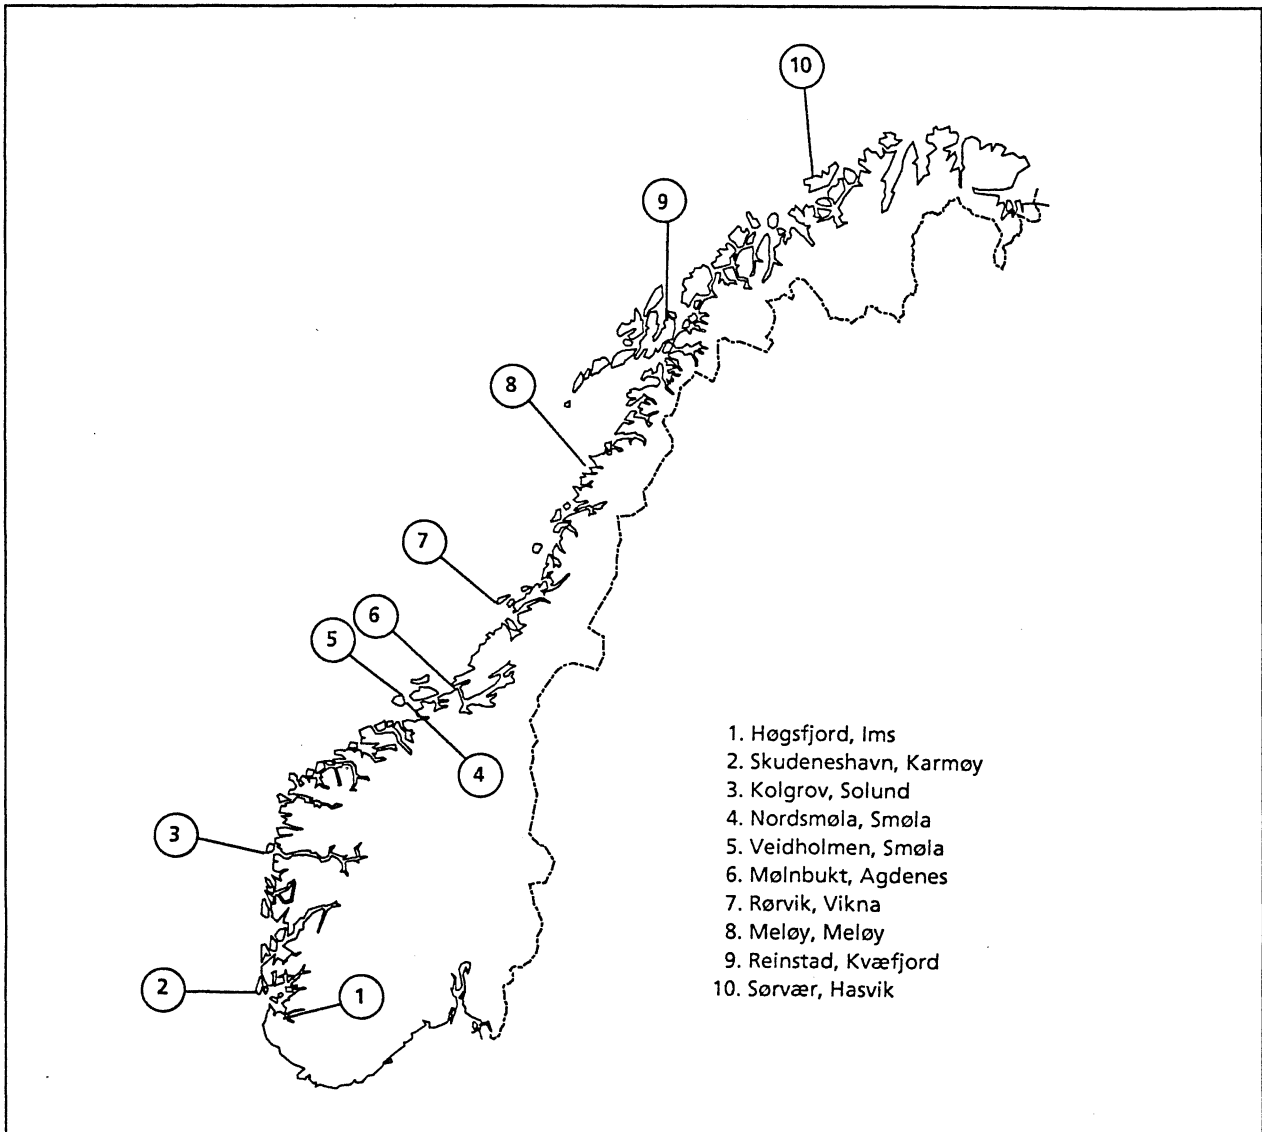 10
9
8
7
6
5
4
3
2
1
1. Høgsfjord, Ims
2. Skudeneshavn, Karmøy
3. Kolgrov, Solund
4. Nordsmøla, Smøla
5. Veidholmen, Smøla
6. Mølnbukt, Agdenes
7. Rørvik, Vikna
8. Meløy, Meløy
9. Reinstad, Kvæfjord
10. Sørvær, Hasvik